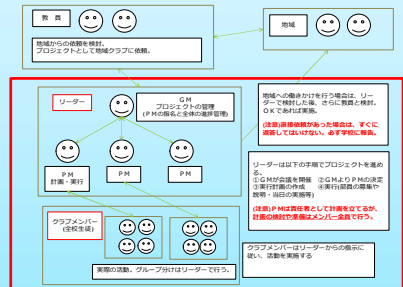 教 員
地域
地域からの依頼を検討。
プロジェクトとして地域クラブに依頼。
リーダー
GM
プロジェクトの管理
(PMの指名と全体の進捗管理)
地域への働きかけを行う場合は、リー
ダーで検討した後、さらに教員と検討。
OKであれば実施。
(注意)直接依頼があった場合は、すぐに
返答してはいけない。必ず学校に報告。
PM
計画・実行
PM
PM
リーダーは以下の手順でプロジェクトを進め
る。
①GMが会議を開催 ②GMよりPMの決定
③実行計画の作成 ④実行(部員の募集や
説明・当日の実施等)
(注意)PMは責任者として計画を立てるが、
計画の検討や準備はメンバー全員で行う。
クラブメンバー
(全校生徒)
実際の活動。グループ分けはリーダーで行う。
クラブメンバーはリーダーからの指示に
従い、活動を実施する